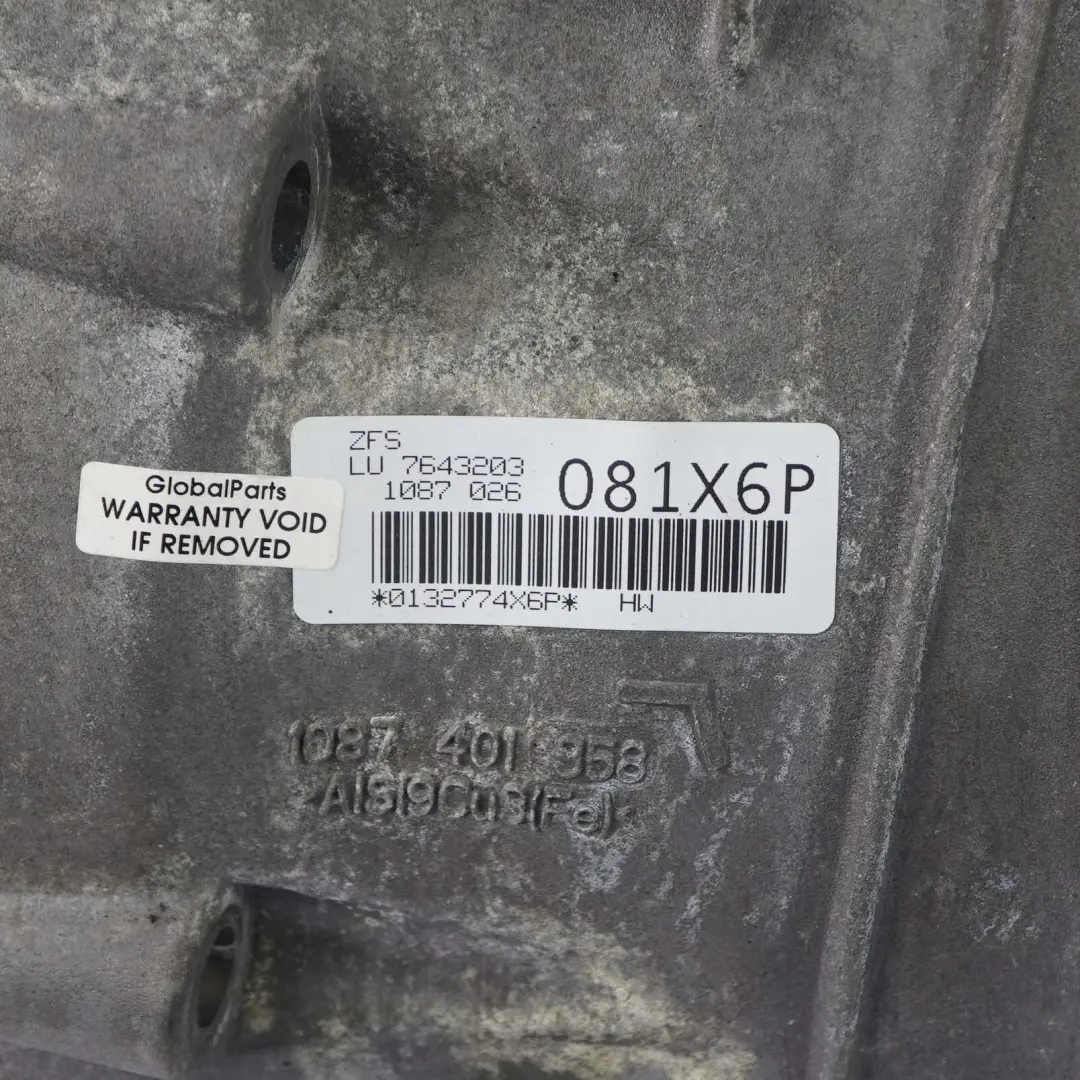 ZFS
LU 7643203
1087 026
081X6P
*0132774X6P* HW
GlobalParts
WARRANTY VOID
IF REMOVED
1087 401 358
>AlSi9Cu3(Fe)<